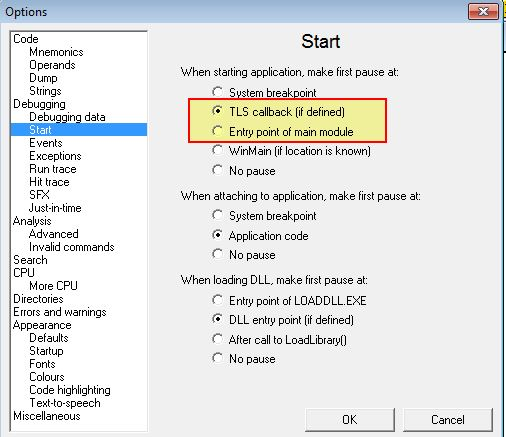 Options
Code
Mnemonics
Operands
Dump
Strings
Debugging
Debugging data
Start
Events
Exceptions
Run trace
Hit trace
SFX
Just-in-time
Analysis
Advanced
Invalid commands
Search
CPU
More CPU
Directories
Errors and warnings
Appearance
Defaults
Startup
Fonts
Colours
Code highlighting
Text-to-speech
Miscellaneous
Start
When starting application, make first pause at:
System breakpoint
TLS callback (if defined)
Entry point of main module
WinMain (if location is known)
No pause
When attaching to application, make first pause at:
System breakpoint
Application code
No pause
When loading DLL, make first pause at:
Entry point of LOADDLL.EXE
DLL entry point (if defined)
After call to LoadLibrary()
No pause
OK
Cancel